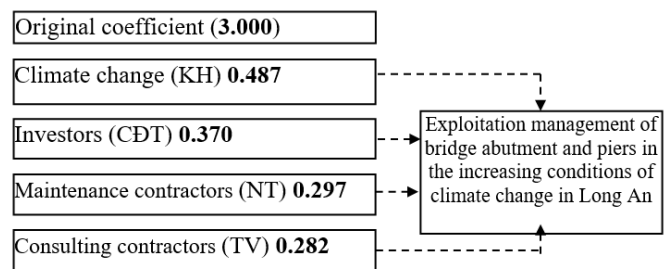 Original coefficient (3.000)
Climate change (KH) 0.487
Investors (CĐT) 0.370
Maintenance contractors (NT) 0.297
Consulting contractors (TV) 0.282
Exploitation management of
bridge abutment and piers in
the increasing conditions of
climate change in Long An